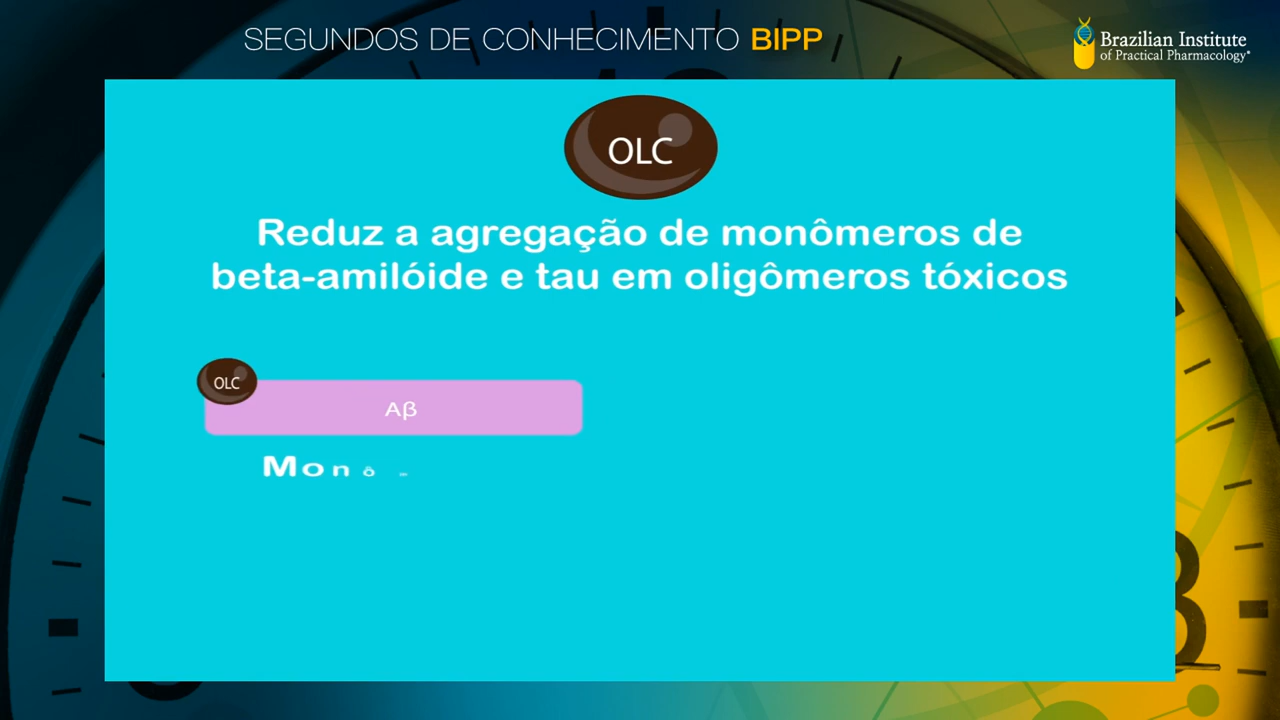 SEGUNDOS DE CONHECIMENTO BIPP
Brazilian Institute
of Practical Pharmacology
OLC
Reduz a agregação de monômeros de
beta-amilóide e tau em oligômeros tóxicos
OLC
Aβ
Monô